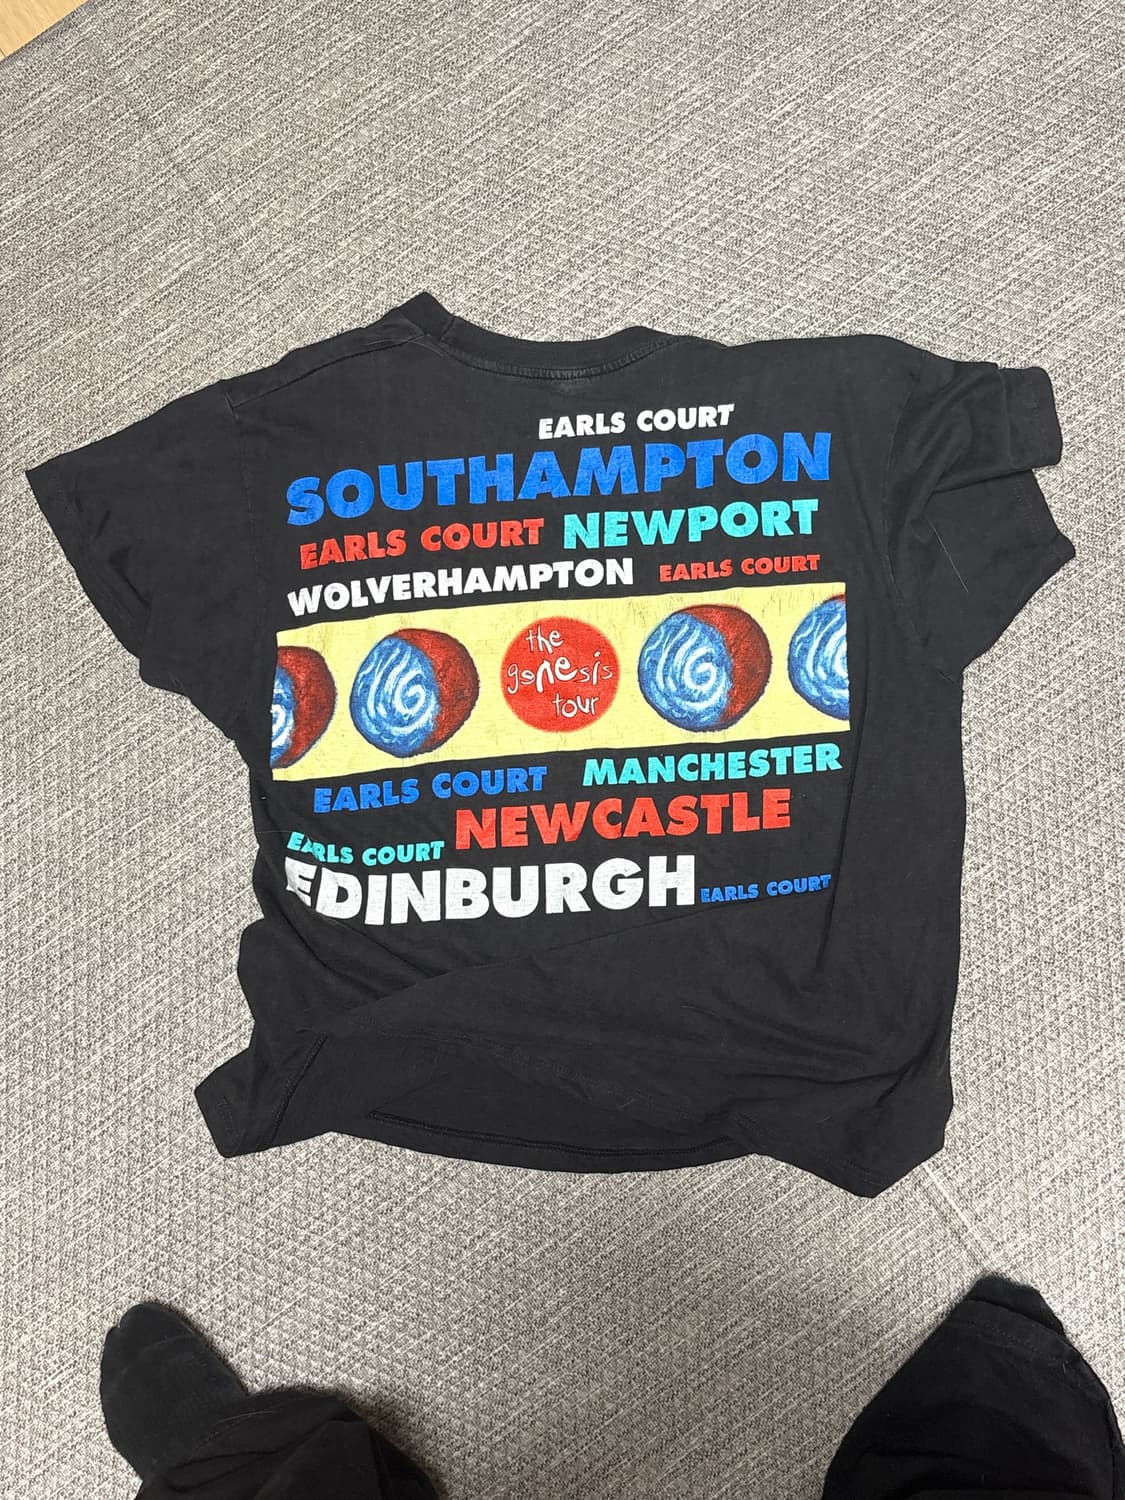 EARLS COURT
SOUTHAMPTON
EARLS COURT NEWPORT
WOLVERHAMPTON EARLS COURT
the
genesis
tour
EARLS COURT MANCHESTER
NEWCASTLE
EARLS COURT
EDINBURGH EARLS COURT